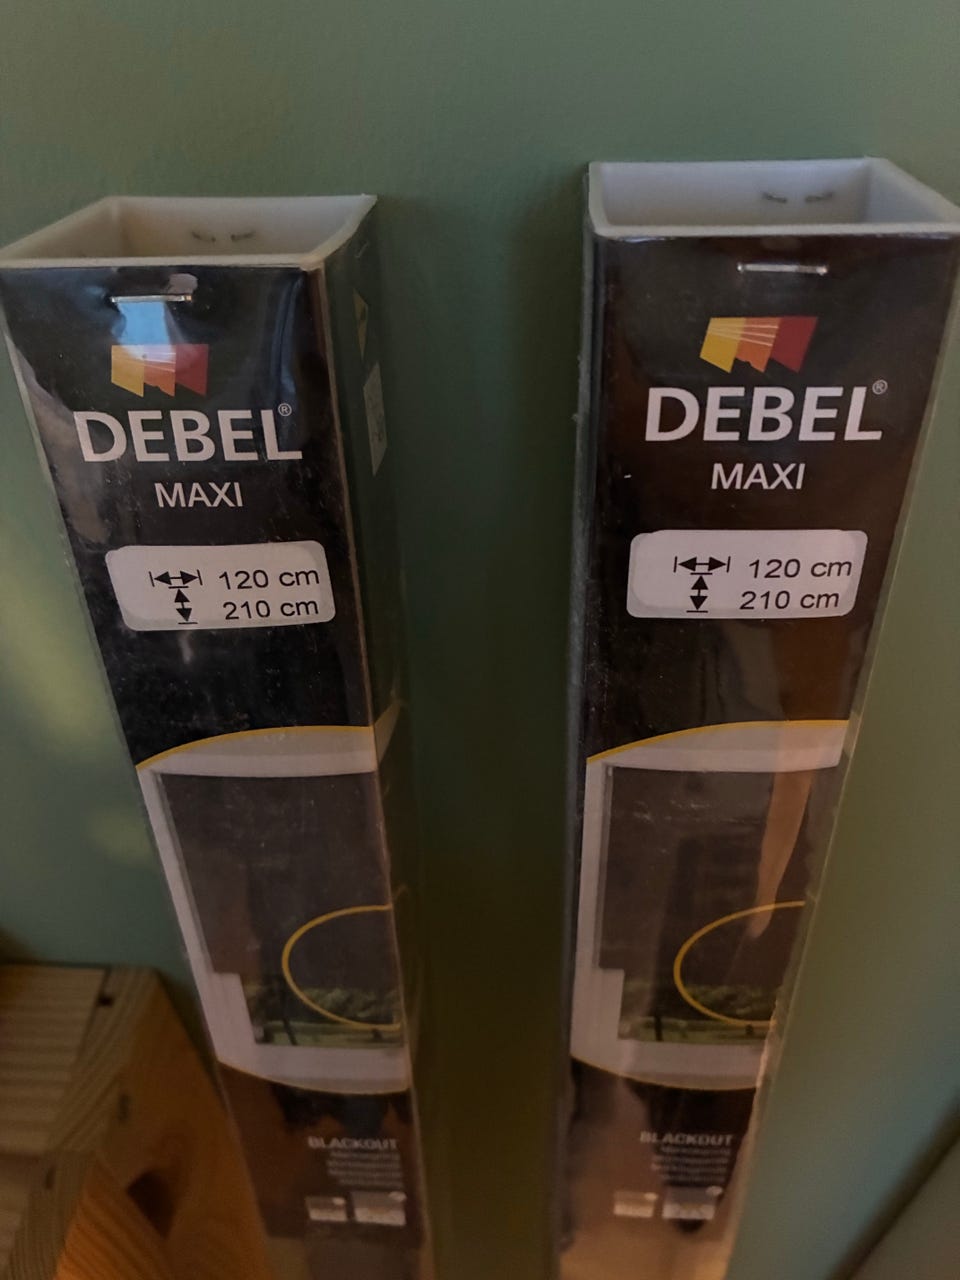 DEBEL®
MAXI
120 cm
210 cm
BLACKOUT
DEBEL®
MAXI
120 cm
210 cm
BLACKOUT